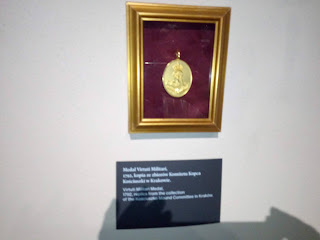 Medal Virtuti Militari,
1792, kopia ze zbiorów Komitetu Kopca
Kościuszki w Krakowie.
Virtuti Militari Medal,
1792, replica from the collection
of the Kościuszko Mound Committee in Kraków